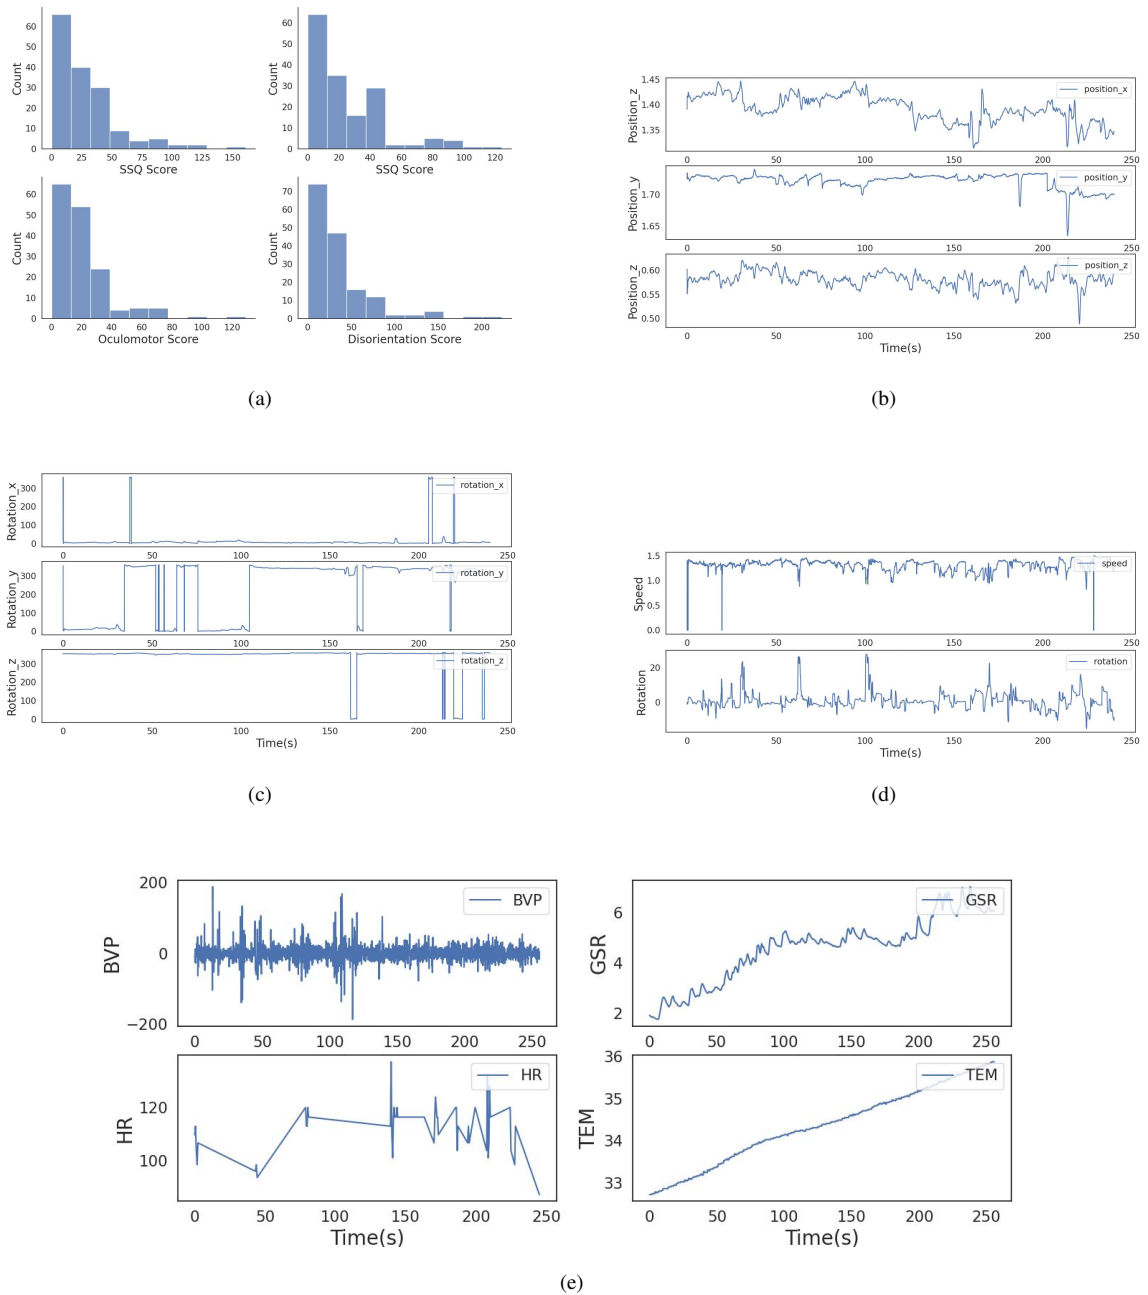 60
50
40
30
20
10
0
Count
0 25 50 75 100 125 150
SSQ Score
60
50
40
30
20
10
0
Count
0 20 40 60 80 100 120
SSQ Score
60
50
40
30
20
10
0
Count
0 20 40 60 80 100 120
Oculomotor Score
70
60
50
40
30
20
10
0
Count
0 50 100 150 200
Disorientation Score
(a)
1.45
1.40
1.35
Position_z
position_x
0 50 100 150 200 250
1.70
1.65
Position_y
position_y
0 50 100 150 200 250
0.60
0.55
0.50
Position_z
position_z
0 50 100 150 200 250
Time(s)
(b)
300
200
100
0
Rotation_x
rotation_x
0 50 100 150 200 250
300
200
100
0
Rotation_y
rotation_y
0 50 100 150 200 250
300
200
100
0
Rotation_z
rotation_z
0 50 100 150 200 250
Time(s)
(c)
1.5
1.0
0.5
0.0
Speed
speed
0 50 100 150 200 250
20
0
Rotation
rotation
0 50 100 150 200 250
Time(s)
(d)
200
0
−200
BVP
BVP
0 50 100 150 200 250
6
4
2
GSR
GSR
0 50 100 150 200 250
120
100
HR
HR
0 50 100 150 200 250
Time(s)
36
35
34
33
TEM
TEM
0 50 100 150 200 250
Time(s)
(e)